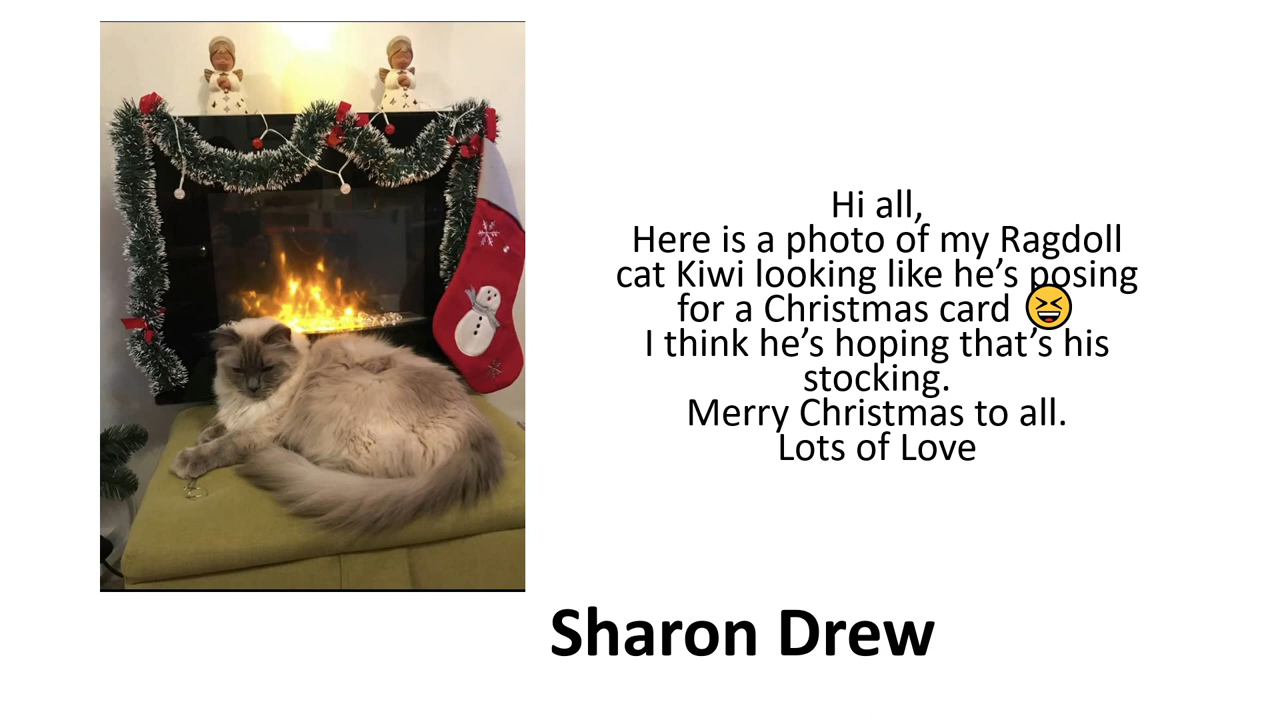 Hi all,
Here is a photo of my Ragdoll
cat Kiwi looking like he’s posing
for a Christmas card 😆
I think he’s hoping that’s his
stocking.
Merry Christmas to all.
Lots of Love
Sharon Drew